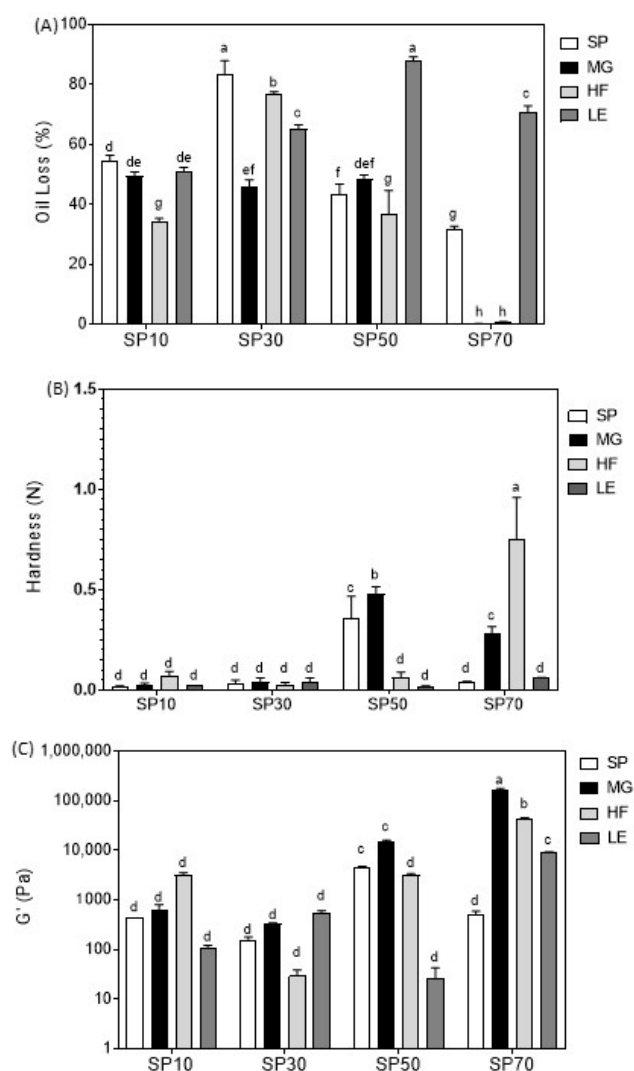 (A)
100
80
60
40
20
0
Oil Loss (%)
d de g de
a ef b c
f def g a
g h h c
SP10 SP30 SP50 SP70
SP
MG
HF
LE
(B)
1.5
1.0
0.5
0.0
Hardness (N)
d d d d
d d d d
c b d d
d c a d
SP10 SP30 SP50 SP70
SP
MG
HF
LE
(C)
1,000,000
100,000
10,000
1000
100
10
1
G' (Pa)
d d d d
d d d d
c c d d
d a b c
SP10 SP30 SP50 SP70
SP
MG
HF
LE